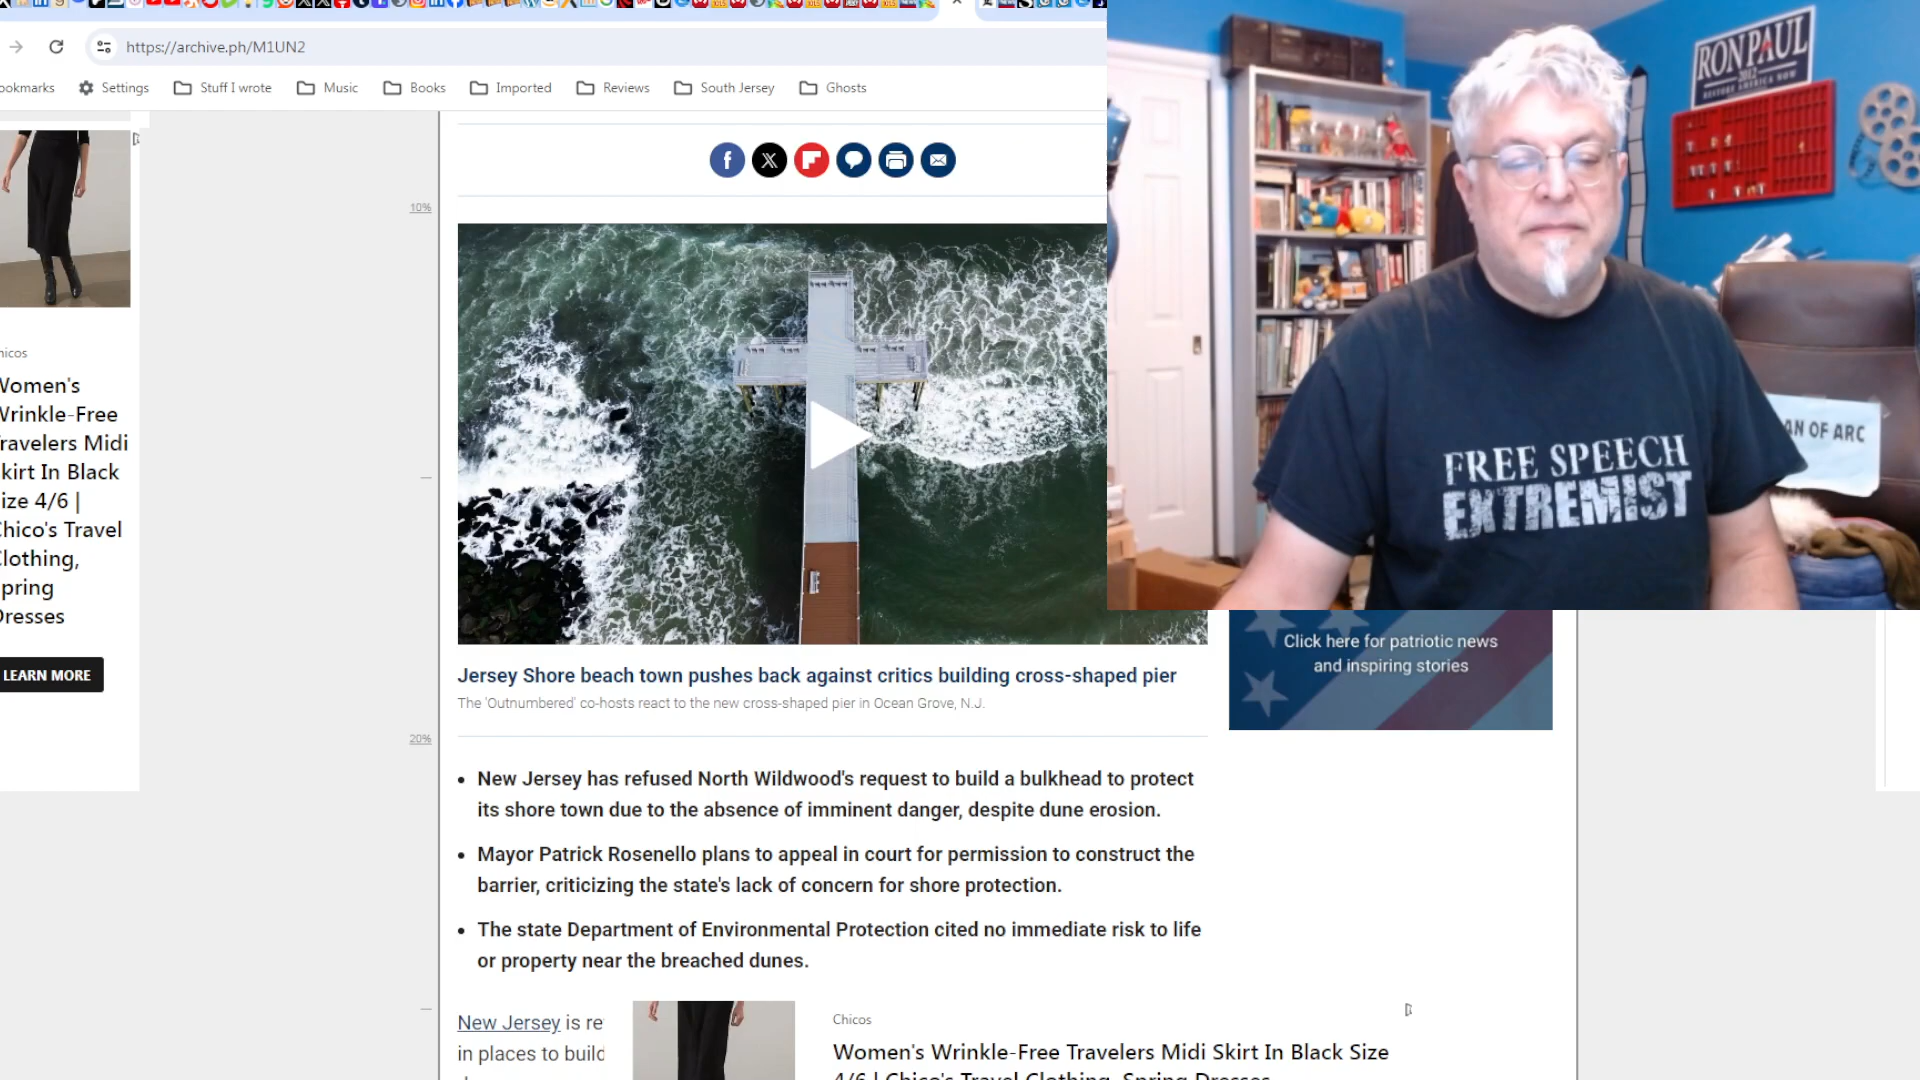 https://archive.ph/M1UN2
ookmarks
Settings
Stuff I wrote
Music
Books
Imported
Reviews
South Jersey
Ghosts
RON PAUL
2012
RESTORE AMERICA NOW
10%
AN OF ARC
FREE SPEECH
EXTREMIST
hicos
Women's
Wrinkle-Free
ravelers Midi
kirt In Black
ize 4/6 |
Chico's Travel
Clothing,
pring
Dresses
LEARN MORE
Click here for patriotic news
and inspiring stories
Jersey Shore beach town pushes back against critics building cross-shaped pier
The 'Outnumbered' co-hosts react to the new cross-shaped pier in Ocean Grove, N.J.
20%
New Jersey has refused North Wildwood's request to build a bulkhead to protect
its shore town due to the absence of imminent danger, despite dune erosion.
Mayor Patrick Rosenello plans to appeal in court for permission to construct the
barrier, criticizing the state's lack of concern for shore protection.
The state Department of Environmental Protection cited no immediate risk to life
or property near the breached dunes.
New Jersey is re
in places to build
Chicos
Women's Wrinkle-Free Travelers Midi Skirt In Black Size
4/6 | Chico's Travel Clothing, Spring Dresses